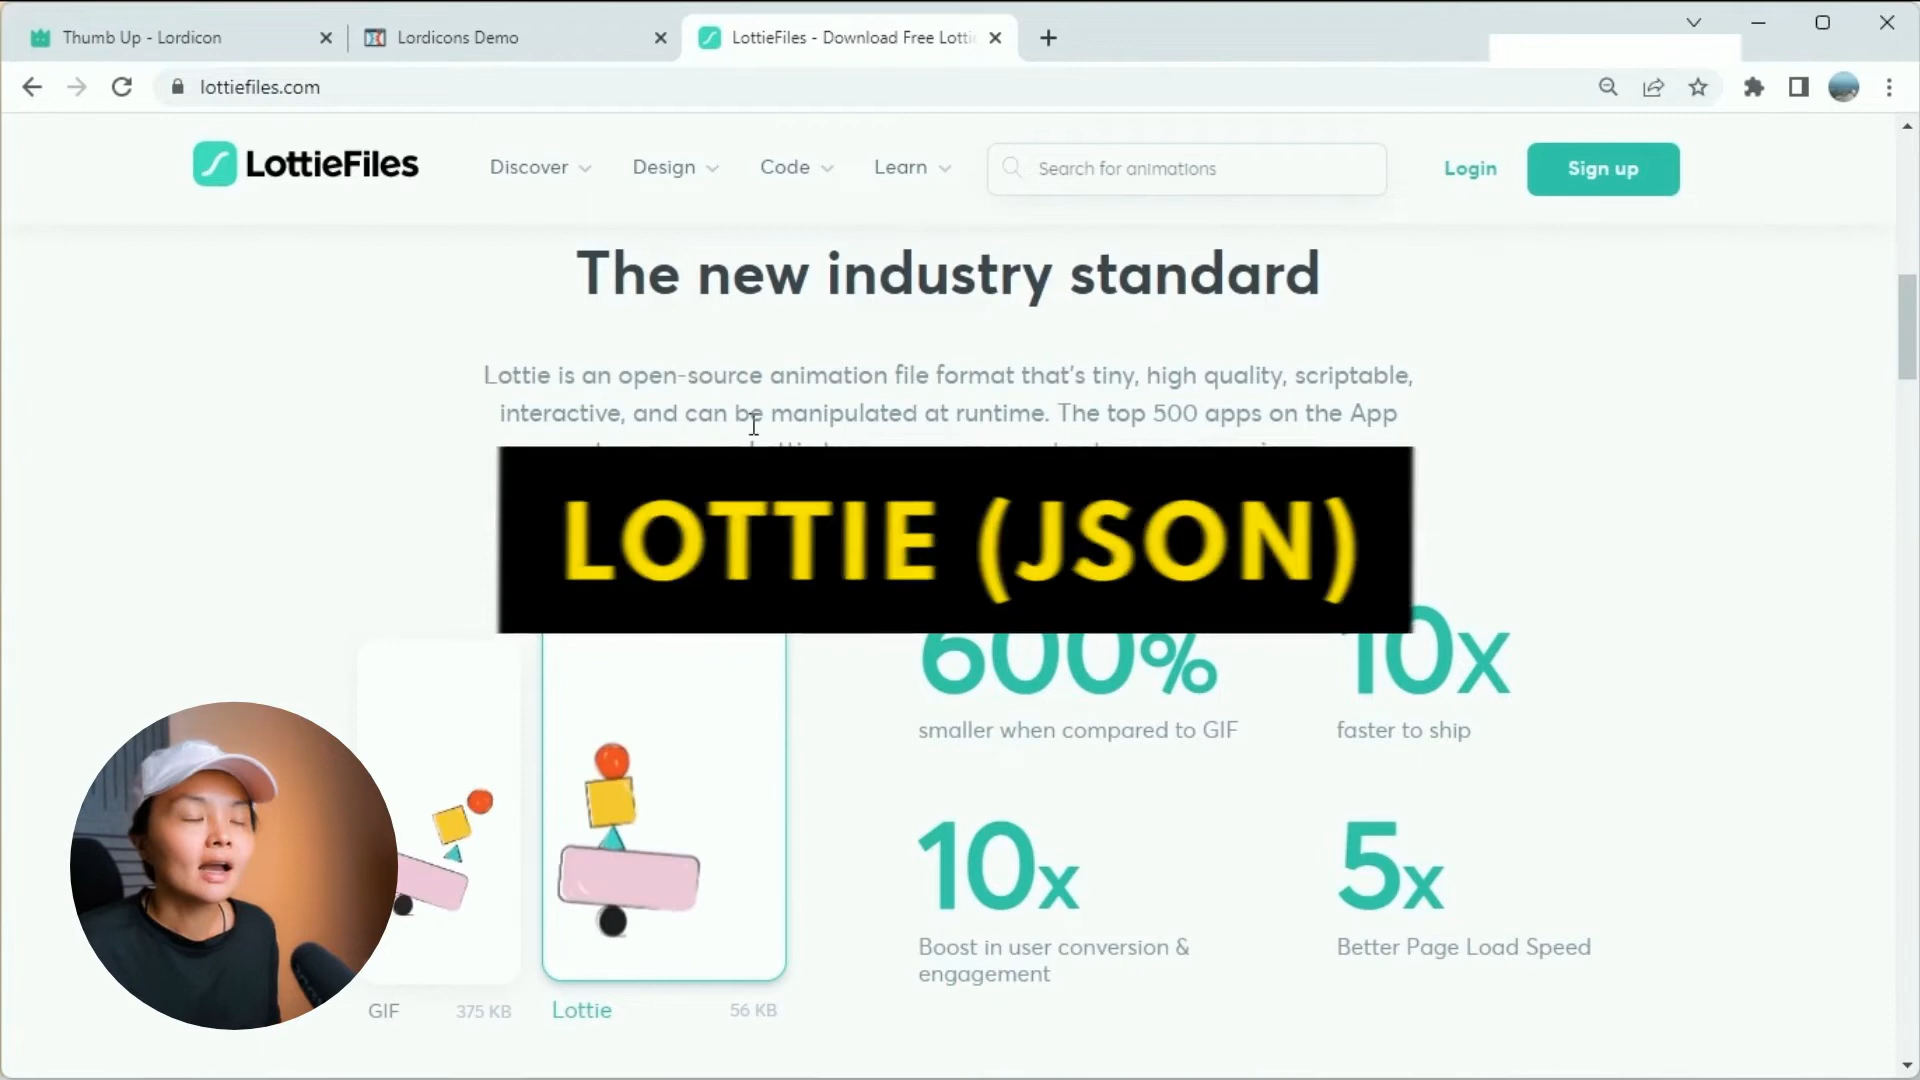 Thumb Up - Lordicon
Lordicons Demo
LottieFiles - Download Free Lotti
lottiefiles.com
LottieFiles
Discover
Design
Code
Learn
Search for animations
Login
Sign up
The new industry standard
Lottie is an open-source animation file format that's tiny, high quality, scriptable,
interactive, and can be manipulated at runtime. The top 500 apps on the App
LOTTIE (JSON)
600%
10x
smaller when compared to GIF
faster to ship
10x
5x
Boost in user conversion &
engagement
Better Page Load Speed
GIF
375 KB
Lottie
56 KB